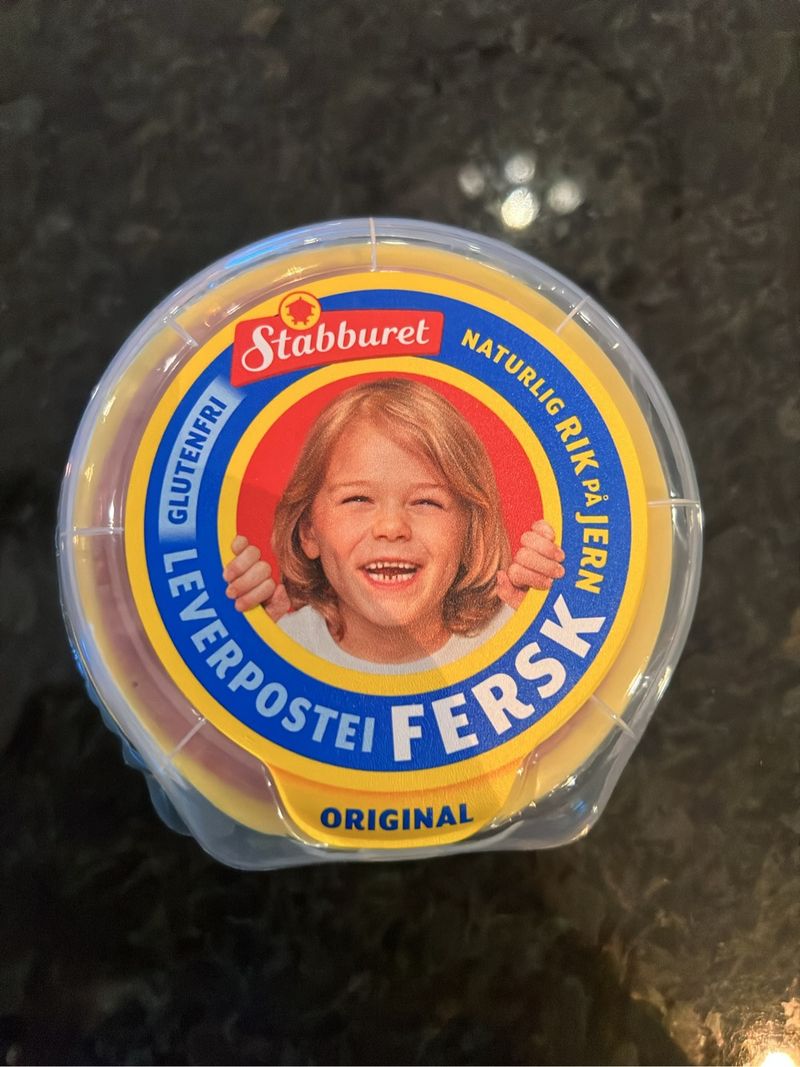 Stabburet
NATURLIG RIK PÅ JERN
GLUTENFRI
LEVERPOSTEI FERSK
ORIGINAL